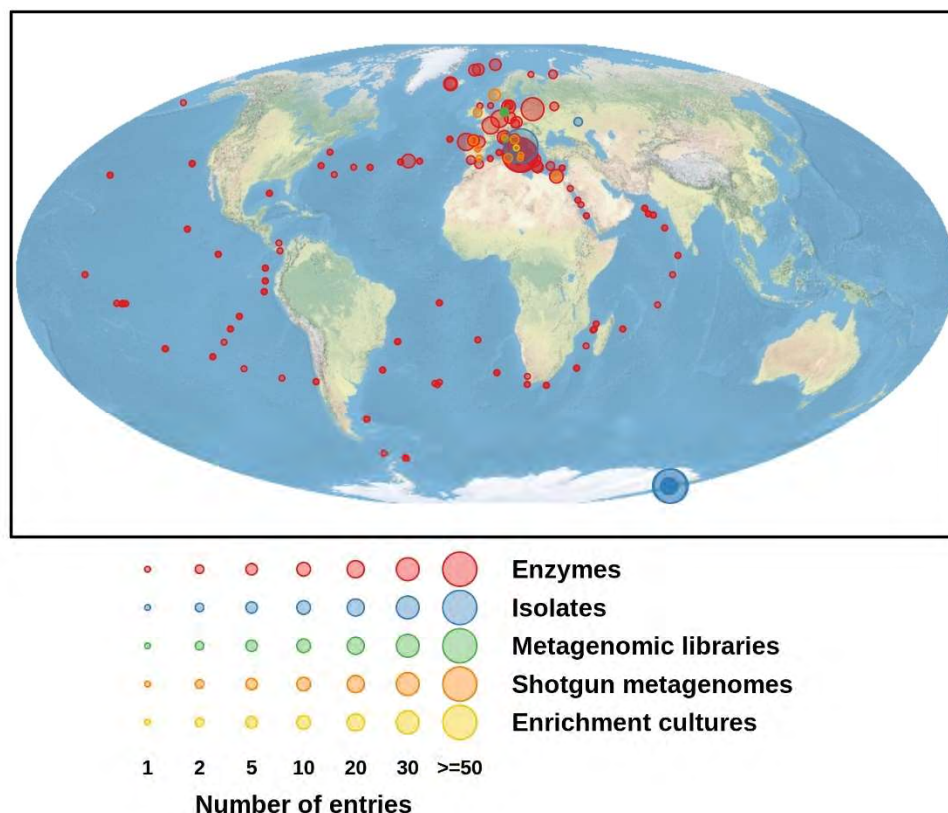 Enzymes
Isolates
Metagenomic libraries
Shotgun metagenomes
Enrichment cultures
1 2 5 10 20 30 >=50
Number of entries